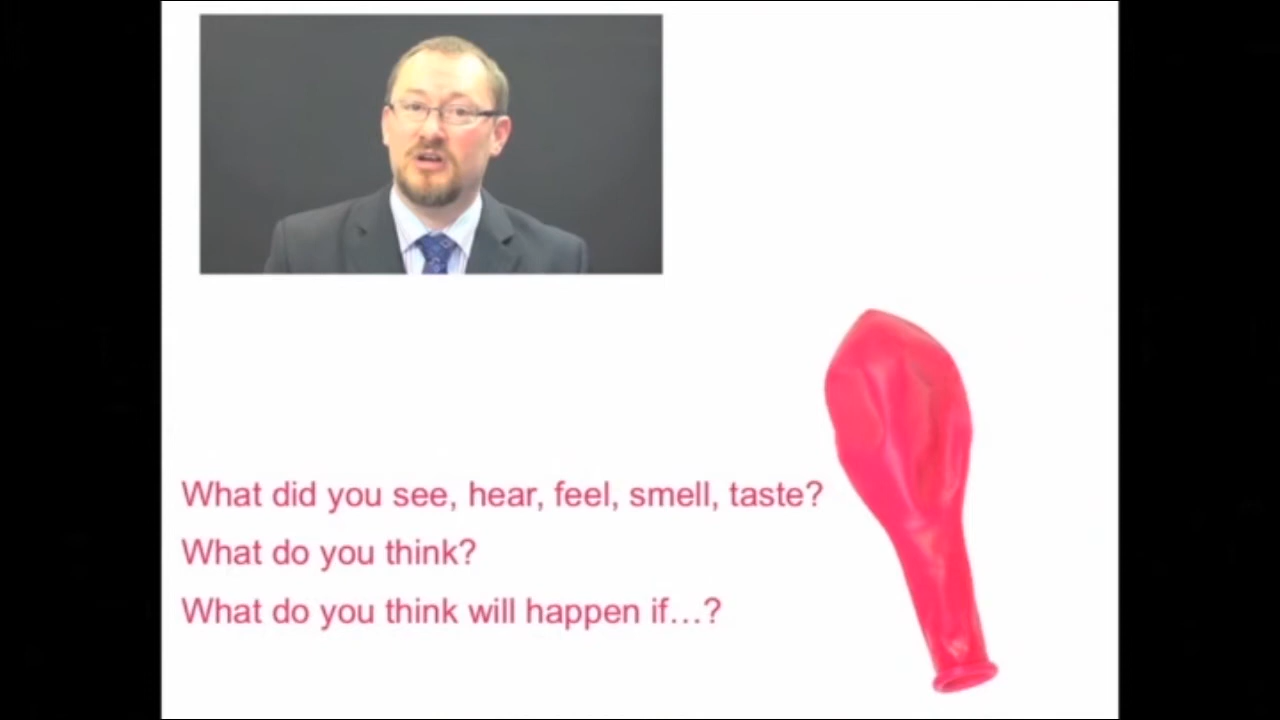 What did you see, hear, feel, smell, taste?
What do you think?
What do you think will happen if…?